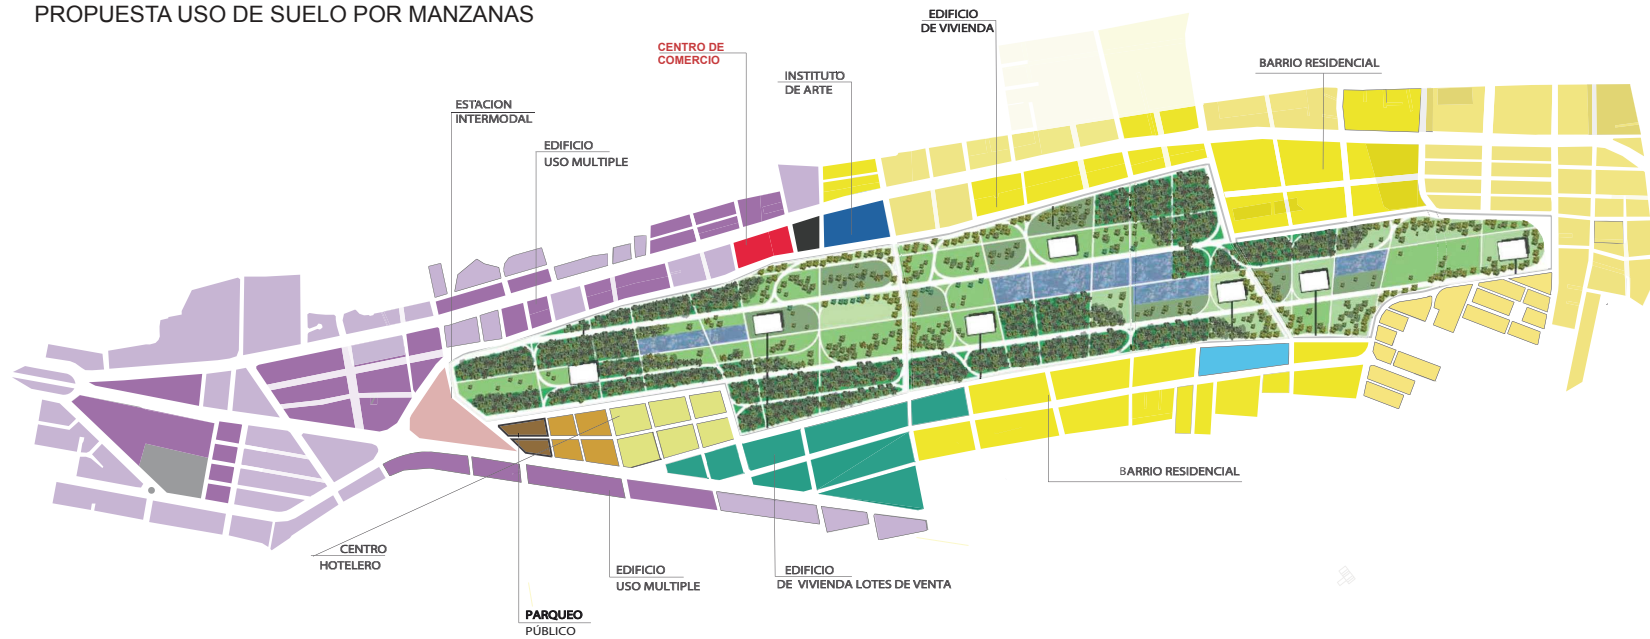 PROPUESTA USO DE SUELO POR MANZANAS
EDIFICIO
DE VIVIENDA
CENTRO DE
COMERCIO
BARRIO RESIDENCIAL
INSTITUTO
DE ARTE
ESTACION
INTERMODAL
EDIFICIO
USO MULTIPLE
BARRIO RESIDENCIAL
CENTRO
HOTELERO
EDIFICIO
USO MULTIPLE
EDIFICIO
DE VIVIENDA LOTES DE VENTA
PARQUEO
PÚBLICO